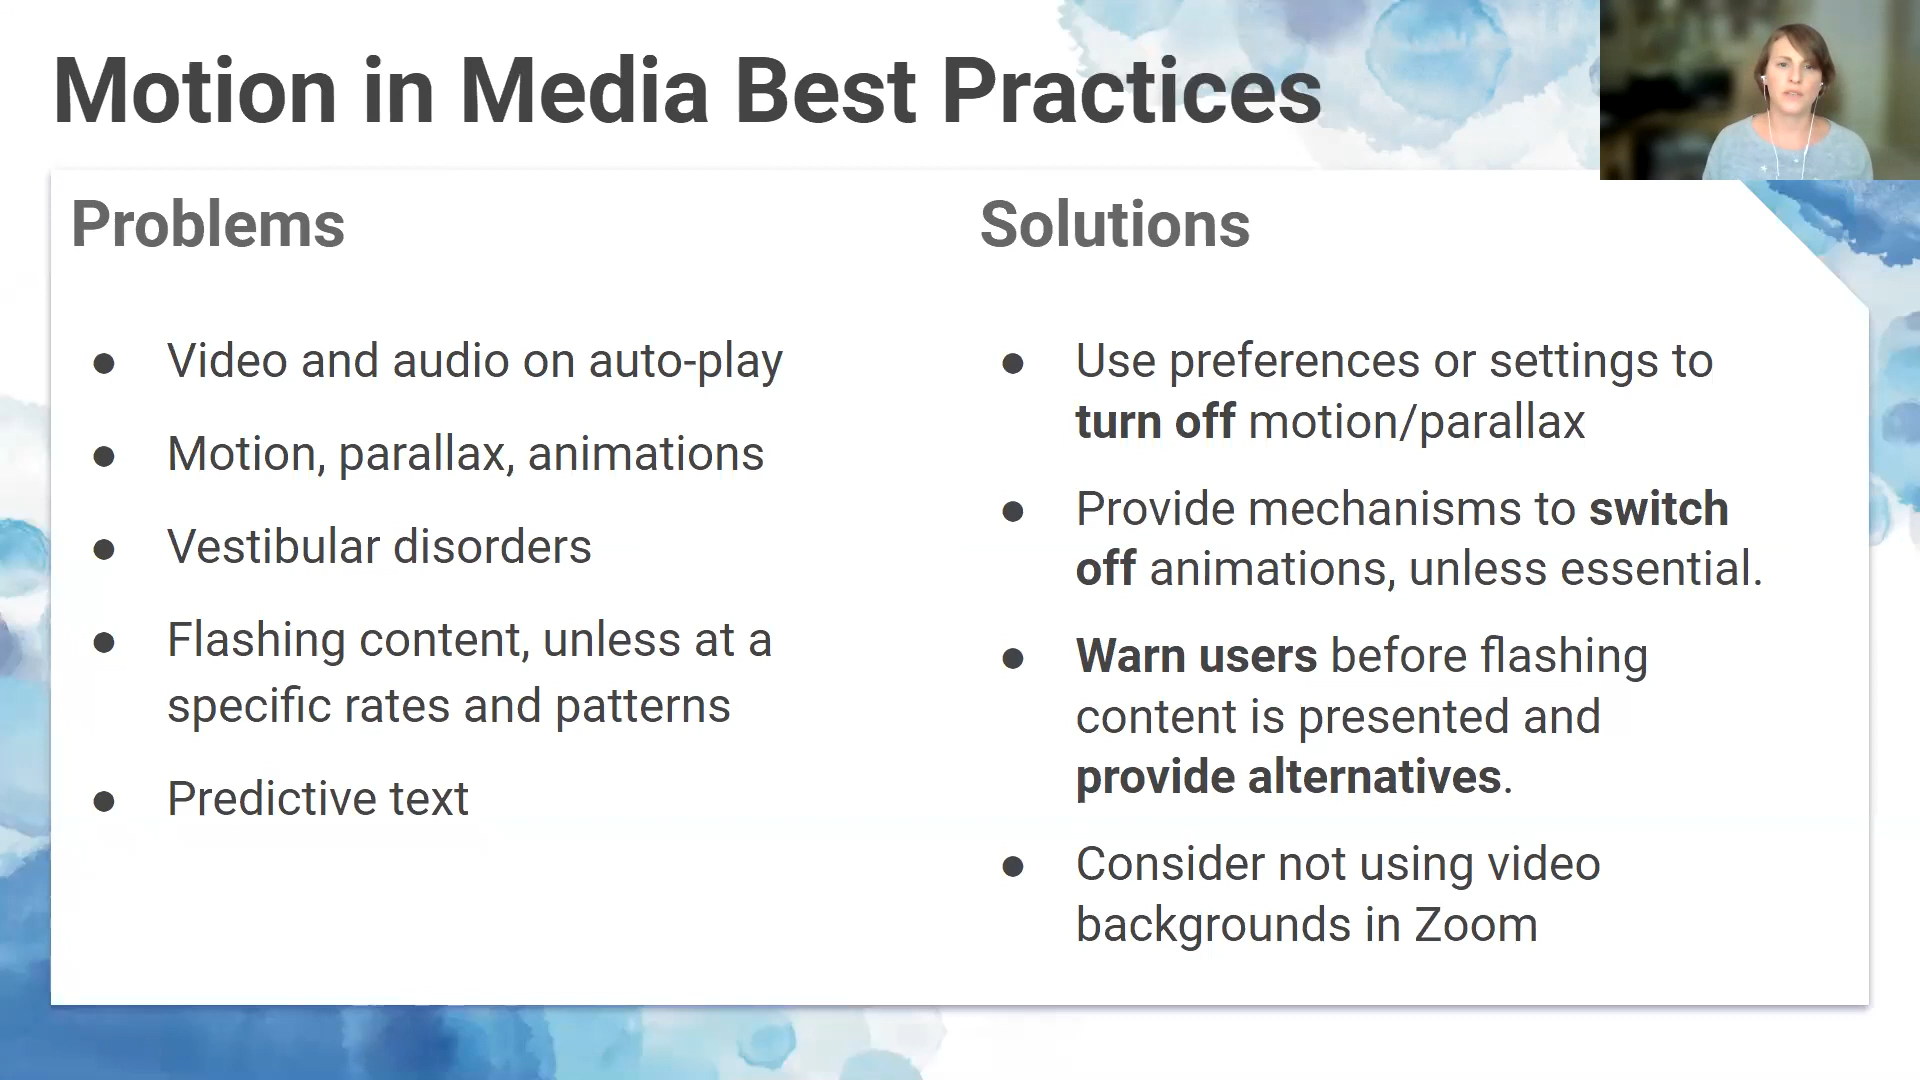 Motion in Media Best Practices
Problems
● Video and audio on auto-play
● Motion, parallax, animations
● Vestibular disorders
● Flashing content, unless at a
specific rates and patterns
● Predictive text
Solutions
● Use preferences or settings to
turn off motion/parallax
● Provide mechanisms to switch
off animations, unless essential.
● Warn users before flashing
content is presented and
provide alternatives.
● Consider not using video
backgrounds in Zoom